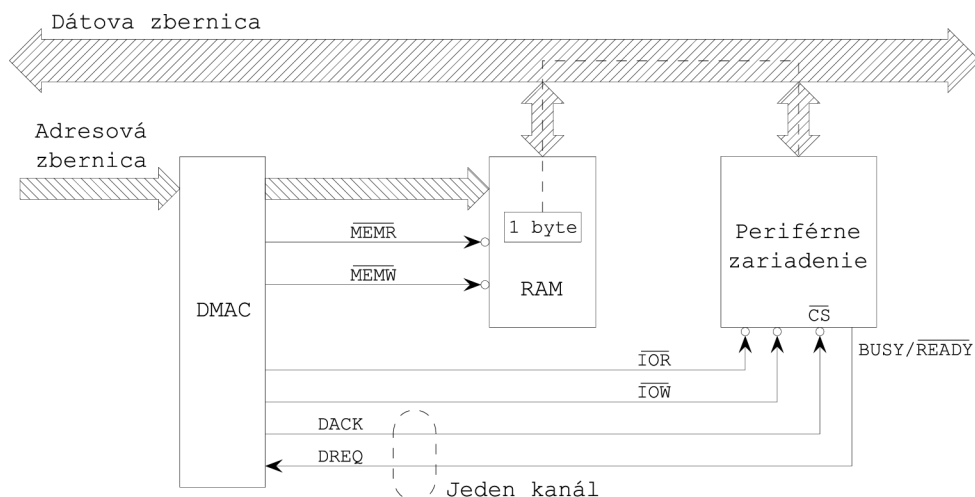 Dátova zbernica
Adresová
zbernica
MEMR
MEMW
DMAC
1 byte
RAM
Periférne
zariadenie
CS
BUSY/READY
IOR
IOW
DACK
DREQ
Jeden kanál